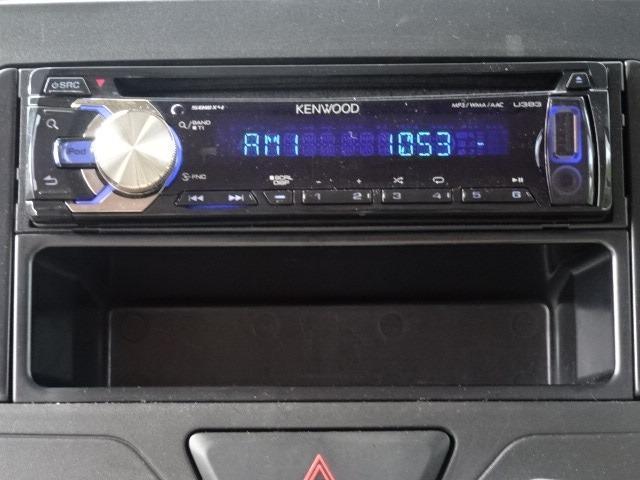 SRC
KENWOOD
MP3/WMA/AAC U383
/BAND
TI
AM1 1053
iPod
FNC
SCRL
DISP
- +
1 2 3 4 5 6